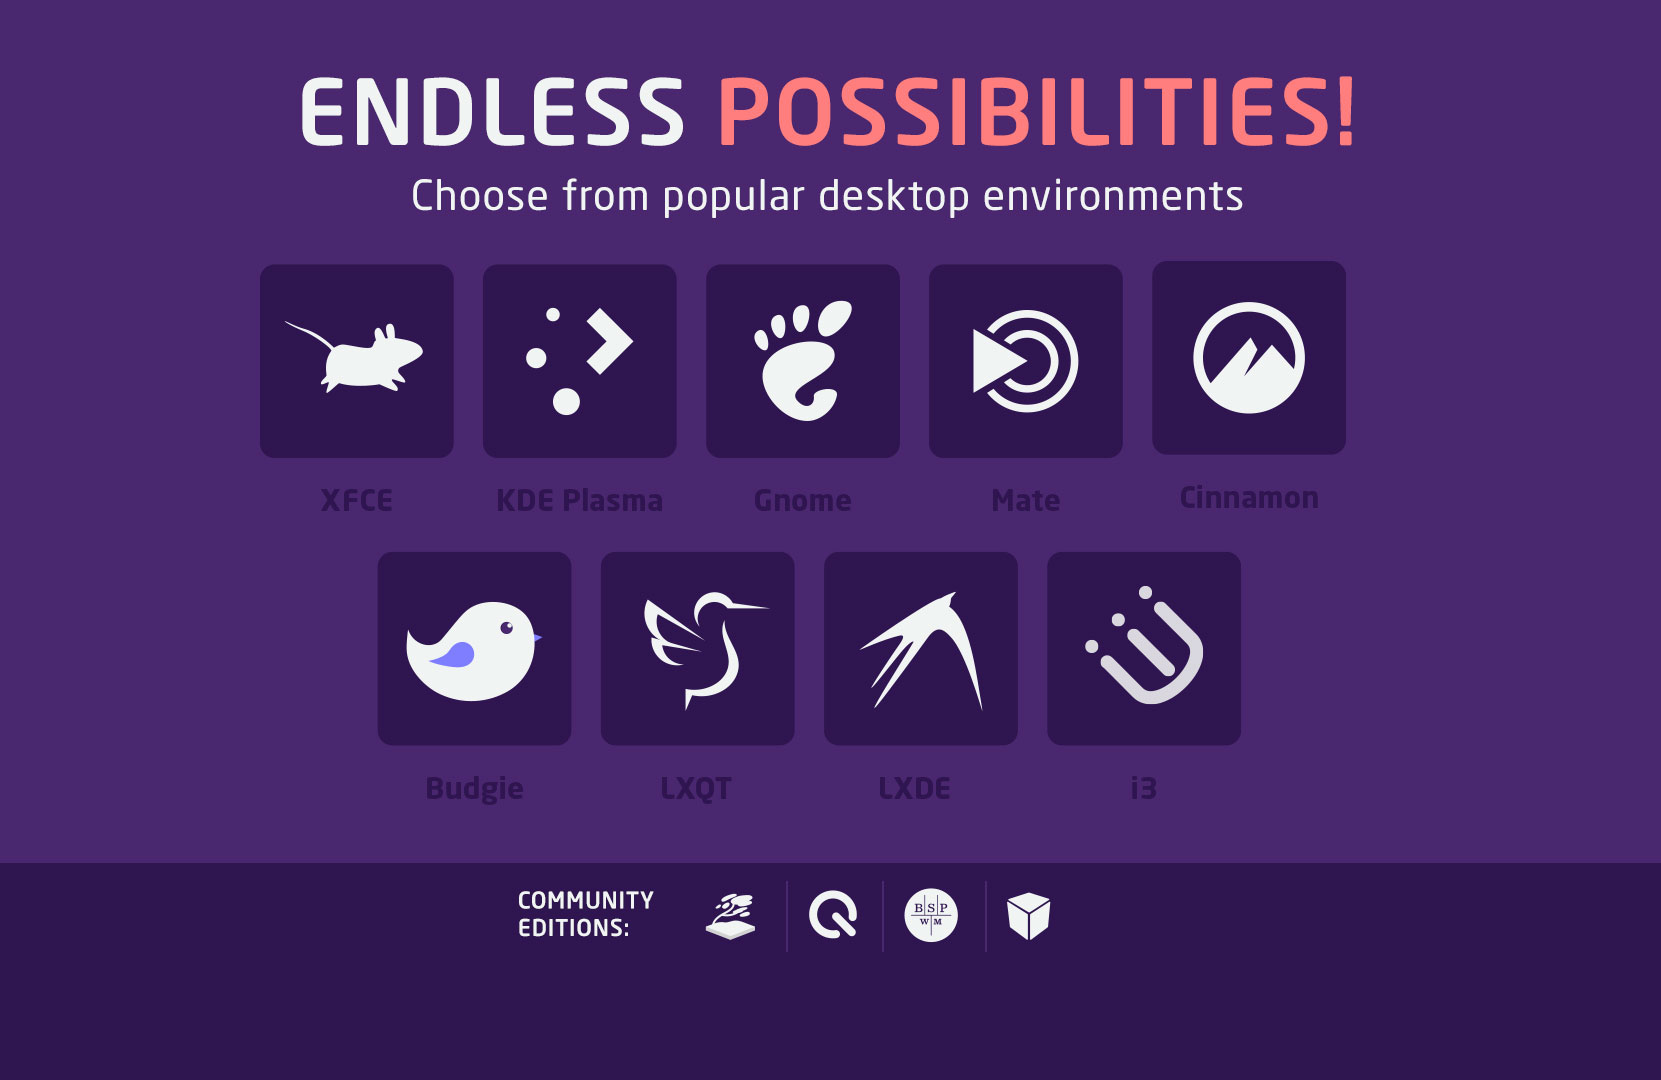 ENDLESS POSSIBILITIES!
Choose from popular desktop environments
XFCE
KDE Plasma
Gnome
Mate
Cinnamon
Budgie
LXQT
LXDE
i3
COMMUNITY
EDITIONS:
B S P
W M